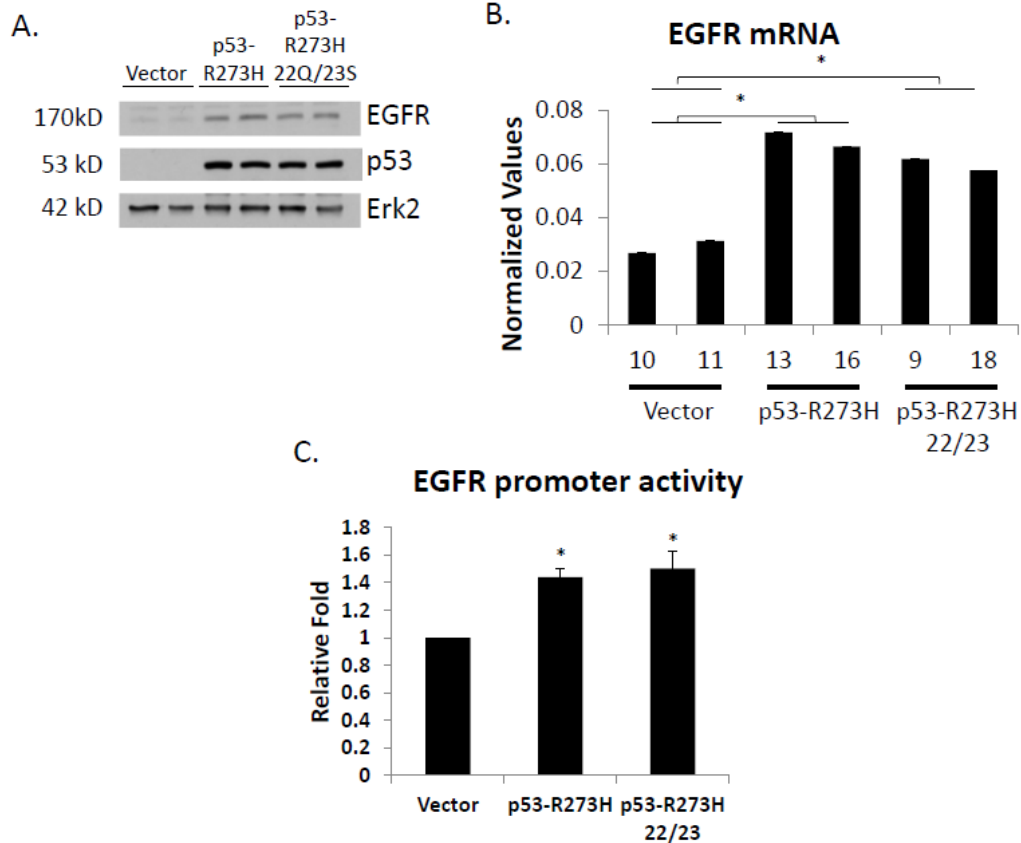 A.
Vector
p53-
R273H
p53-
R273H
22Q/23S
170kD
EGFR
53 kD
p53
42 kD
Erk2
B.
EGFR mRNA
*
*
Normalized Values
0.08
0.06
0.04
0.02
0
10 11 13 16 9 18
Vector p53-R273H p53-R273H
22/23
C.
EGFR promoter activity
Relative Fold
1.8
1.6
1.4
1.2
1
0.8
0.6
0.4
0.2
0
*
*
Vector p53-R273H p53-R273H
22/23